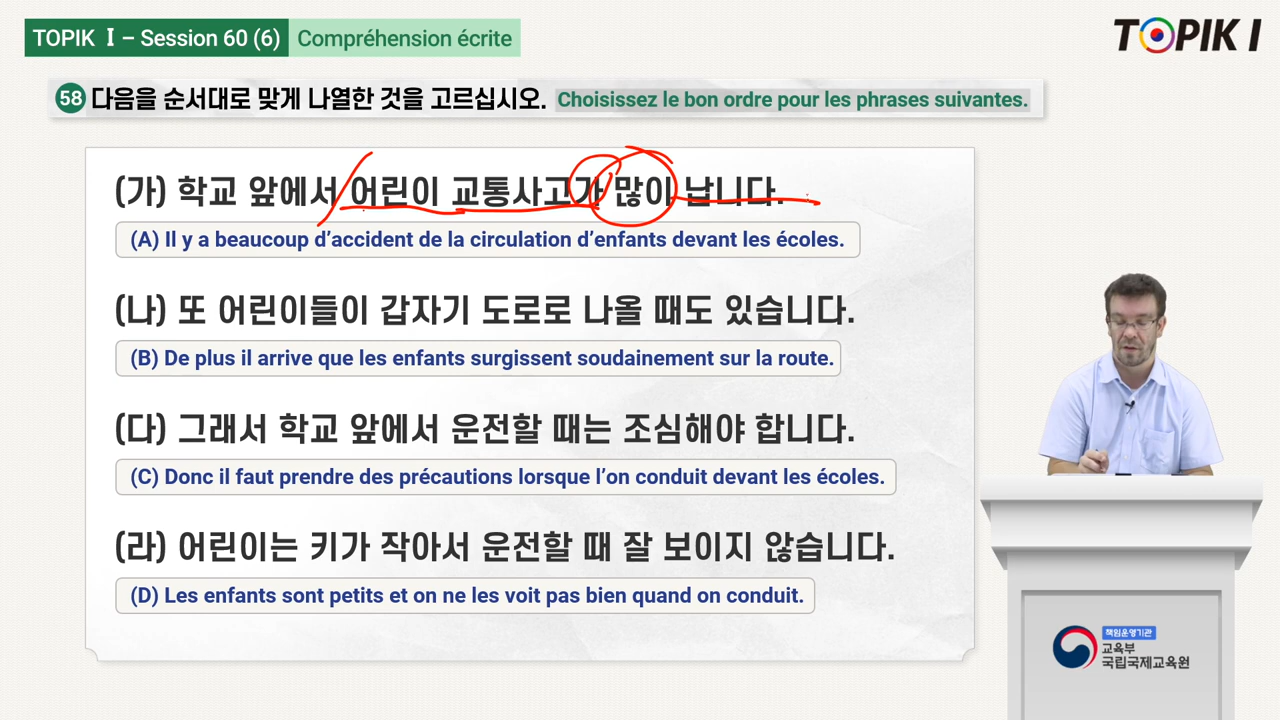 TOPIK Ⅰ – Session 60 (6) Compréhension écrite
TOPIK I
58 다음을 순서대로 맞게 나열한 것을 고르십시오. Choisissez le bon ordre pour les phrases suivantes.
(가) 학교 앞에서 어린이 교통사고가 많이 납니다.
(A) Il y a beaucoup d’accident de la circulation d’enfants devant les écoles.
(나) 또 어린이들이 갑자기 도로로 나올 때도 있습니다.
(B) De plus il arrive que les enfants surgissent soudainement sur la route.
(다) 그래서 학교 앞에서 운전할 때는 조심해야 합니다.
(C) Donc il faut prendre des précautions lorsque l’on conduit devant les écoles.
(라) 어린이는 키가 작아서 운전할 때 잘 보이지 않습니다.
(D) Les enfants sont petits et on ne les voit pas bien quand on conduit.
책임운영기관
교육부
국립국제교육원